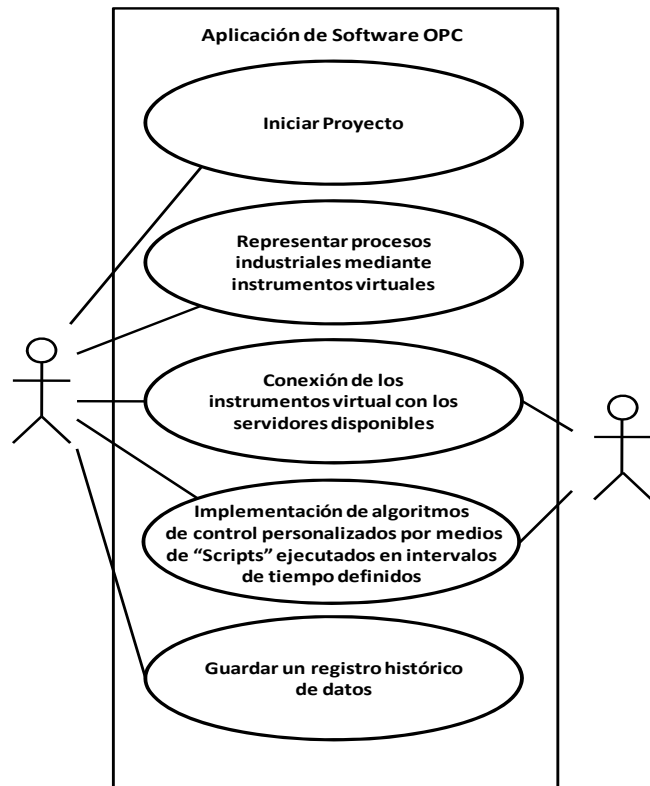 Aplicación de Software OPC
Iniciar Proyecto
Representar procesos
industriales mediante
instrumentos virtuales
Conexión de los
instrumentos virtual con los
servidores disponibles
Implementación de algoritmos
de control personalizados por medios
de “Scripts” ejecutados en intervalos
de tiempo definidos
Guardar un registro histórico
de datos